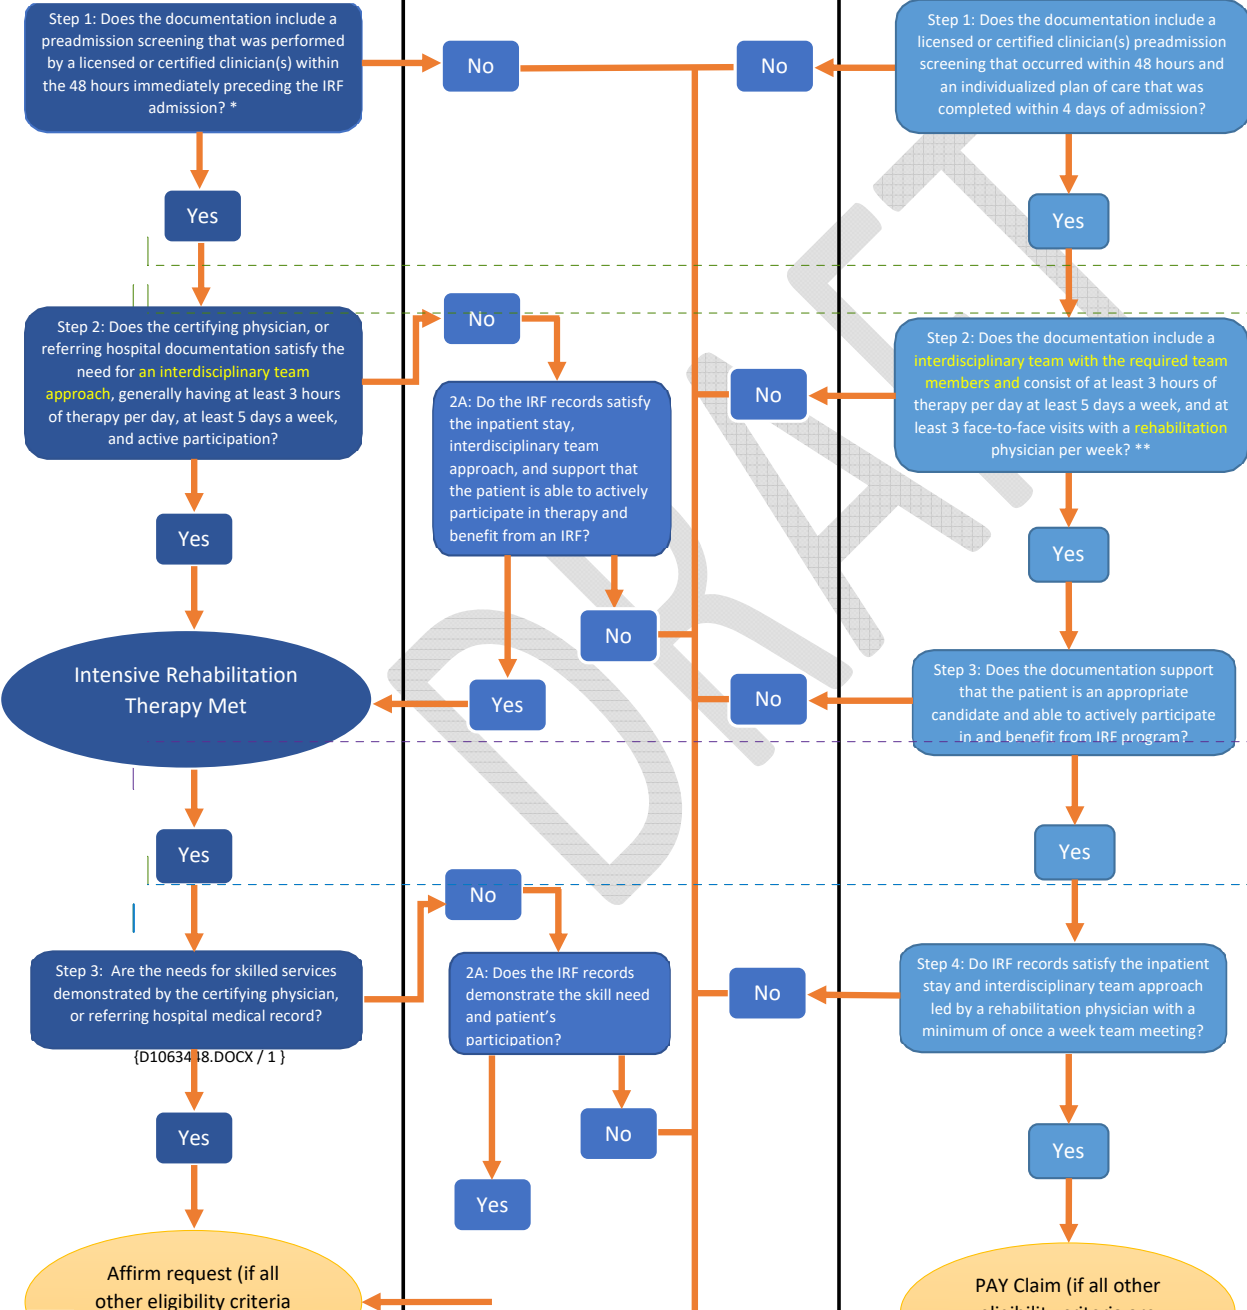 Step 1: Does the documentation include a
preadmission screening that was performed
by a licensed or certified clinician(s) within
the 48 hours immediately preceding the IRF
admission? *
No
No
Step 1: Does the documentation include a
licensed or certified clinician(s) preadmission
screening that occurred within 48 hours and
an individualized plan of care that was
completed within 4 days of admission?
Yes
Yes
Step 2: Does the certifying physician, or
referring hospital documentation satisfy the
need for an interdisciplinary team
approach, generally having at least 3 hours
of therapy per day, at least 5 days a week,
and active participation?
No
2A: Do the IRF records satisfy
the inpatient stay,
interdisciplinary team
approach, and support that
the patient is able to actively
participate in therapy and
benefit from an IRF?
No
Step 2: Does the documentation include a
interdisciplinary team with the required team
members and consist of at least 3 hours of
therapy per day at least 5 days a week, and at
least 3 face-to-face visits with a rehabilitation
physician per week? **
Yes
Yes
No
Intensive Rehabilitation
Therapy Met
Yes
No
Step 3: Does the documentation support
that the patient is an appropriate
candidate and able to actively participate
in and benefit from IRF program?
Yes
Yes
No
Step 3: Are the needs for skilled services
demonstrated by the certifying physician,
or referring hospital medical record?
2A: Does the IRF records
demonstrate the skill need
and patient's
participation?
No
Step 4: Do IRF records satisfy the inpatient
stay and interdisciplinary team approach
led by a rehabilitation physician with a
minimum of once a week team meeting?
{D1063448.DOCX / 1 }
Yes
No
Yes
Yes
Affirm request (if all
other eligibility criteria
PAY Claim (if all other
DRAFT